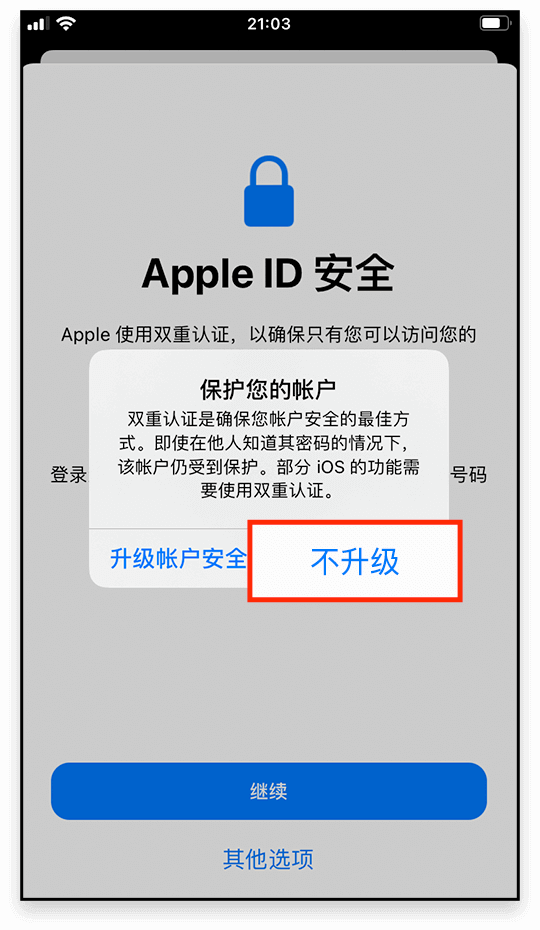 21:03
Apple ID 安全
Apple 使用双重认证，以确保只有您可以访问您的
保护您的帐户
双重认证是确保您帐户安全的最佳方
式。即使在他人知道其密码的情况下，
该帐户仍受到保护。部分 iOS 的功能需
要使用双重认证。
登录
号码
升级帐户安全
不升级
继续
其他选项